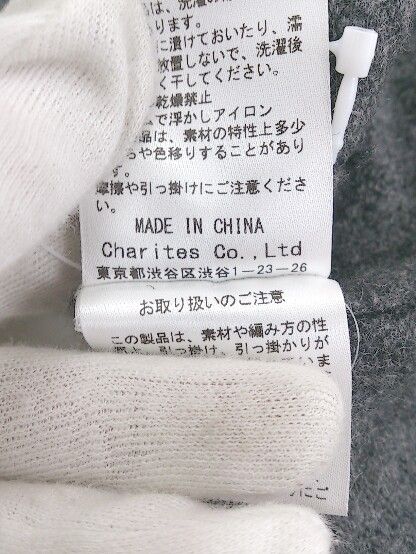 ります。
に漬けておいたり、濡
放置しないで、洗濯後
く干してください。
乾燥禁止
ムで浮かしアイロン
品は、素材の特性上多少
ちや色移りすることがあり
す。
摩擦や引っ掛けにご注意くださ
い。
MADE IN CHINA
Charites Co.,Ltd
東京都渋谷区渋谷1-23-26
お取り扱いのご注意
この製品は、素材や編み方の性
引っ掛け、引っ掛かりが